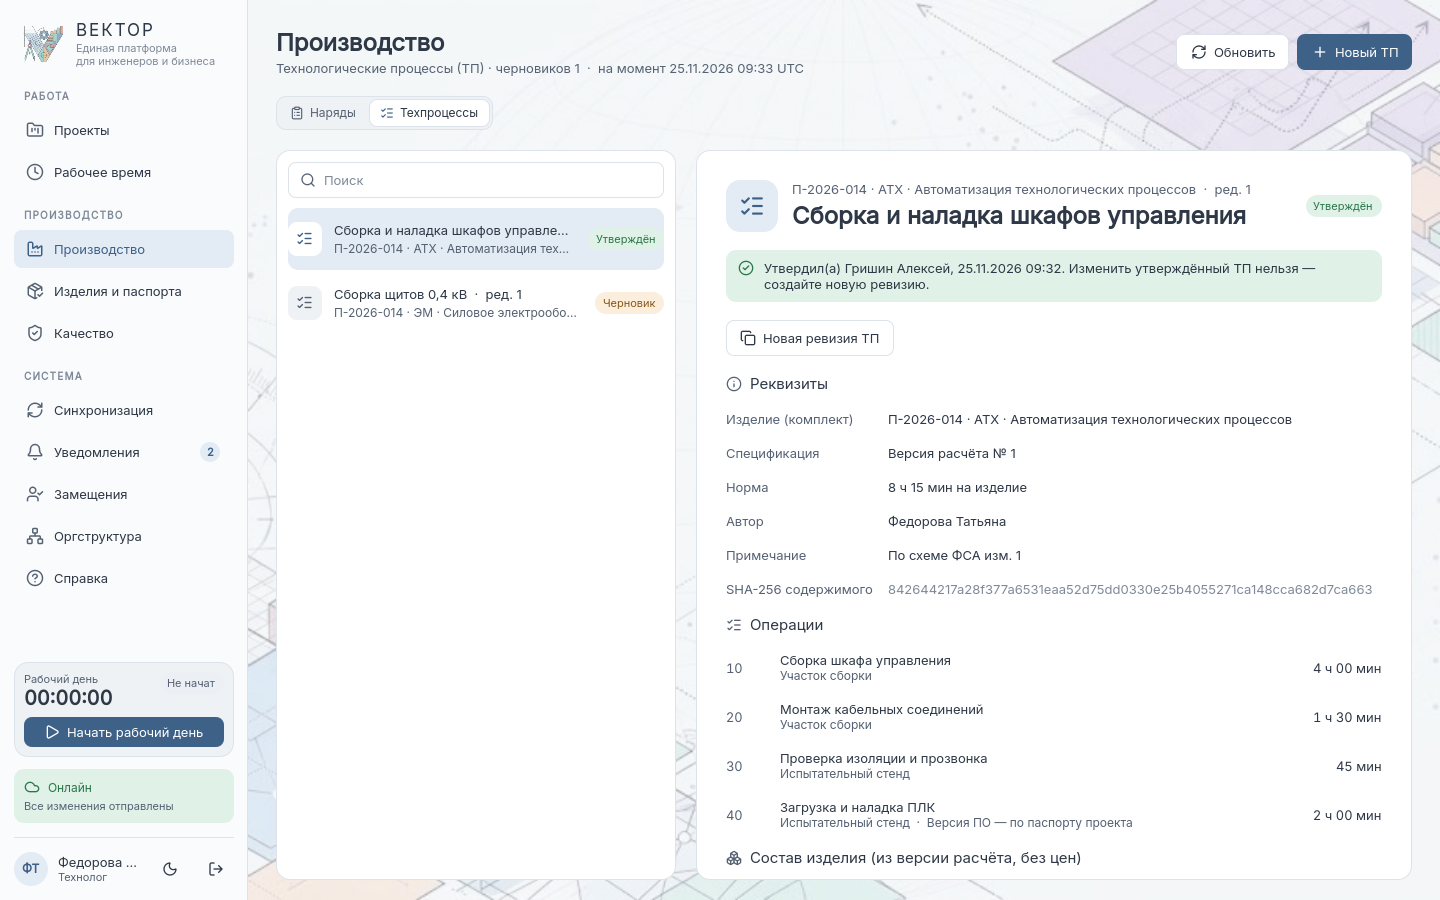 ВЕКТОР
Единая платформа
для инженеров и бизнеса
РАБОТА
Проекты
Рабочее время
ПРОИЗВОДСТВО
Производство
Изделия и паспорта
Качество
СИСТЕМА
Синхронизация
Уведомления 2
Замещения
Оргструктура
Справка
Рабочий день
Не начат
00:00:00
Начать рабочий день
Онлайн
Все изменения отправлены
ФТ
Федорова ...
Технолог
Производство
Технологические процессы (ТП) · черновиков 1 · на момент 25.11.2026 09:33 UTC
Обновить
Новый ТП
Наряды
Техпроцессы
Поиск
Сборка и наладка шкафов управле...
П-2026-014 · АТХ · Автоматизация тех...
Утверждён
Сборка щитов 0,4 кВ · ред. 1
П-2026-014 · ЭМ · Силовое электрообо...
Черновик
П-2026-014 · АТХ · Автоматизация технологических процессов · ред. 1
Сборка и наладка шкафов управления
Утверждён
Утвердил(а) Гришин Алексей, 25.11.2026 09:32. Изменить утверждённый ТП нельзя —
создайте новую ревизию.
Новая ревизия ТП
Реквизиты
Изделие (комплект) П-2026-014 · АТХ · Автоматизация технологических процессов
Спецификация Версия расчёта № 1
Норма 8 ч 15 мин на изделие
Автор Федорова Татьяна
Примечание По схеме ФСА изм. 1
SHA-256 содержимого 842644217a28f377a6531eaa52d75dd0330e25b4055271ca148cca682d7ca663
Операции
10 Сборка шкафа управления 4 ч 00 мин
Участок сборки
20 Монтаж кабельных соединений 1 ч 30 мин
Участок сборки
30 Проверка изоляции и прозвонка 45 мин
Испытательный стенд
40 Загрузка и наладка ПЛК 2 ч 00 мин
Испытательный стенд · Версия ПО — по паспорту проекта
Состав изделия (из версии расчёта, без цен)